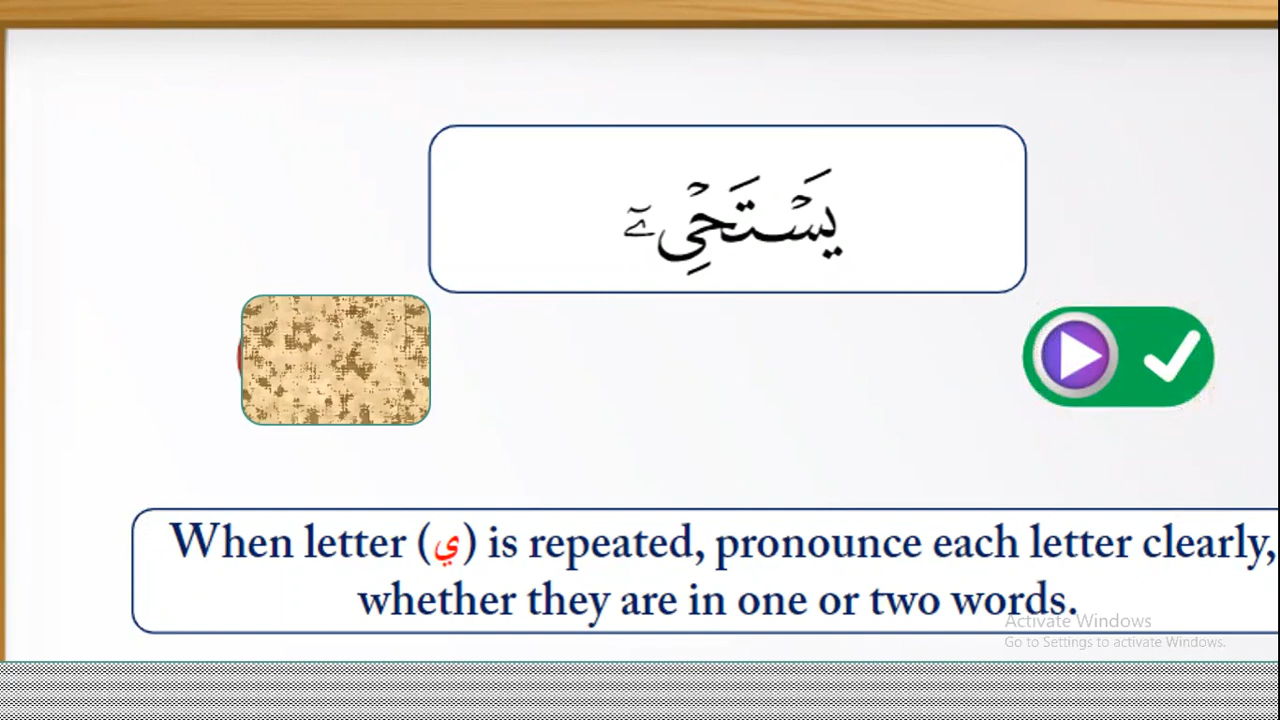 يَسْتَحْىِۦٓ
When letter (ي) is repeated, pronounce each letter clearly,
whether they are in one or two words.
Activate Windows
Go to Settings to activate Windows.